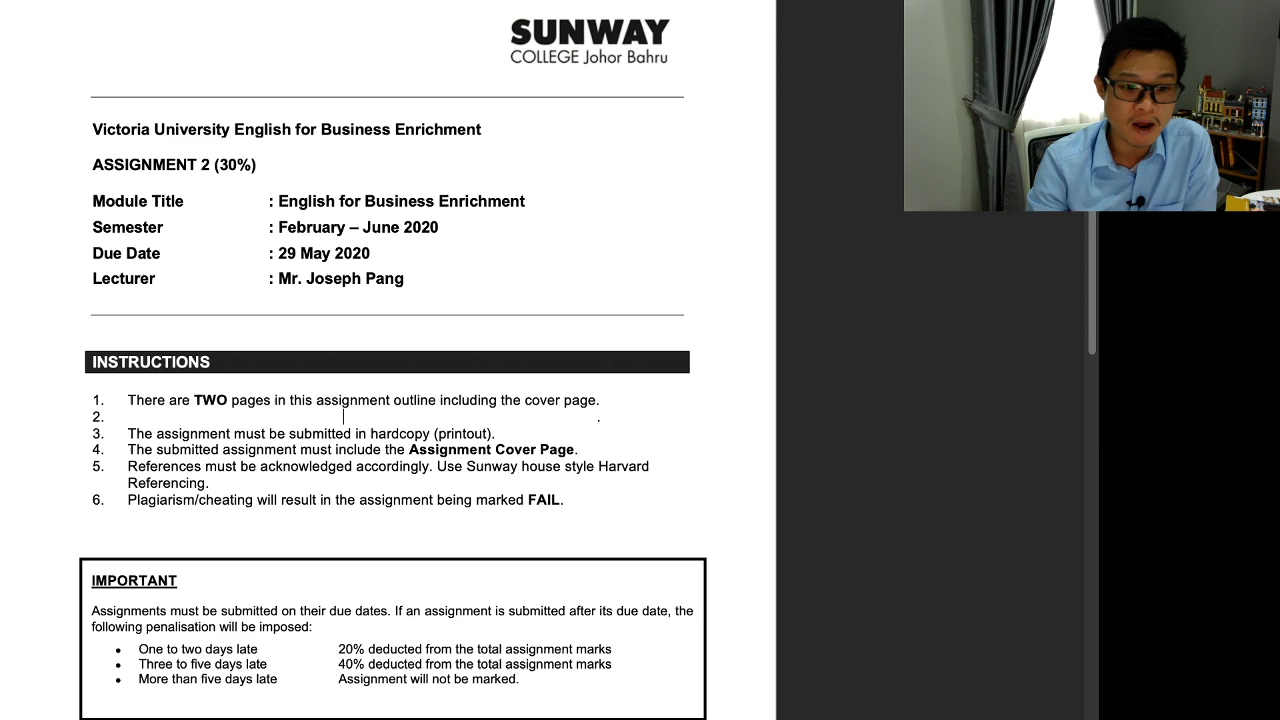 SUNWAY
COLLEGE Johor Bahru
Victoria University English for Business Enrichment
ASSIGNMENT 2 (30%)
Module Title : English for Business Enrichment
Semester : February – June 2020
Due Date : 29 May 2020
Lecturer : Mr. Joseph Pang
INSTRUCTIONS
1. There are TWO pages in this assignment outline including the cover page.
2. .
3. The assignment must be submitted in hardcopy (printout).
4. The submitted assignment must include the Assignment Cover Page.
5. References must be acknowledged accordingly. Use Sunway house style Harvard
Referencing.
6. Plagiarism/cheating will result in the assignment being marked FAIL.
IMPORTANT
Assignments must be submitted on their due dates. If an assignment is submitted after its due date, the
following penalisation will be imposed:
• One to two days late 20% deducted from the total assignment marks
• Three to five days late 40% deducted from the total assignment marks
• More than five days late Assignment will not be marked.